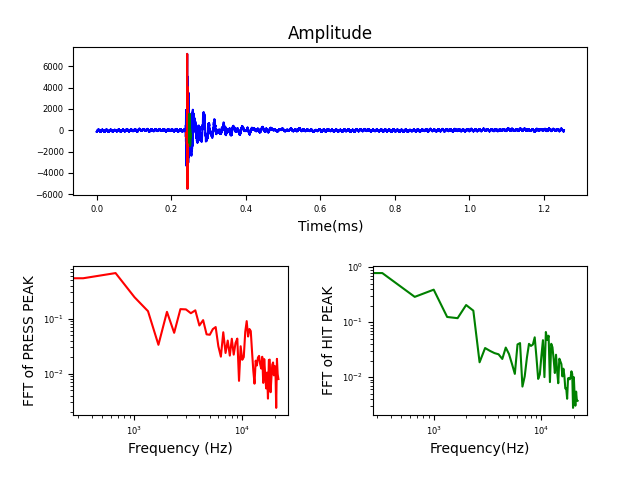 Amplitude
6000
4000
2000
0
−2000
−4000
−6000
0.0 0.2 0.4 0.6 0.8 1.0 1.2
Time(ms)
FFT of PRESS PEAK
10⁻¹
10⁻²
10³ 10⁴
Frequency (Hz)
FFT of HIT PEAK
10⁰
10⁻¹
10⁻²
10³ 10⁴
Frequency(Hz)